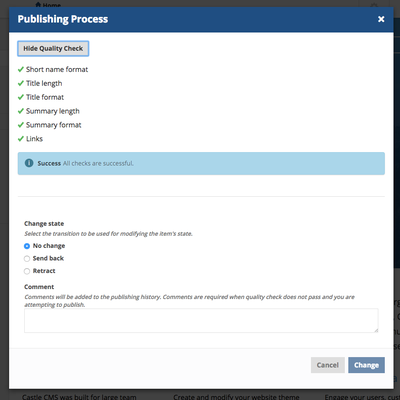 Home
Publishing Process
Hide Quality Check
Short name format
Title length
Title format
Summary length
Summary format
Links
Success All checks are successful.
Change state
Select the transition to be used for modifying the item's state.
No change
Send back
Retract
Comment
Comments will be added to the publishing history. Comments are required when quality check does not pass and you are
attempting to publish.
Cancel
Change
Castle CMS was built for large team
Create and modify your website theme
Engage your users, cust